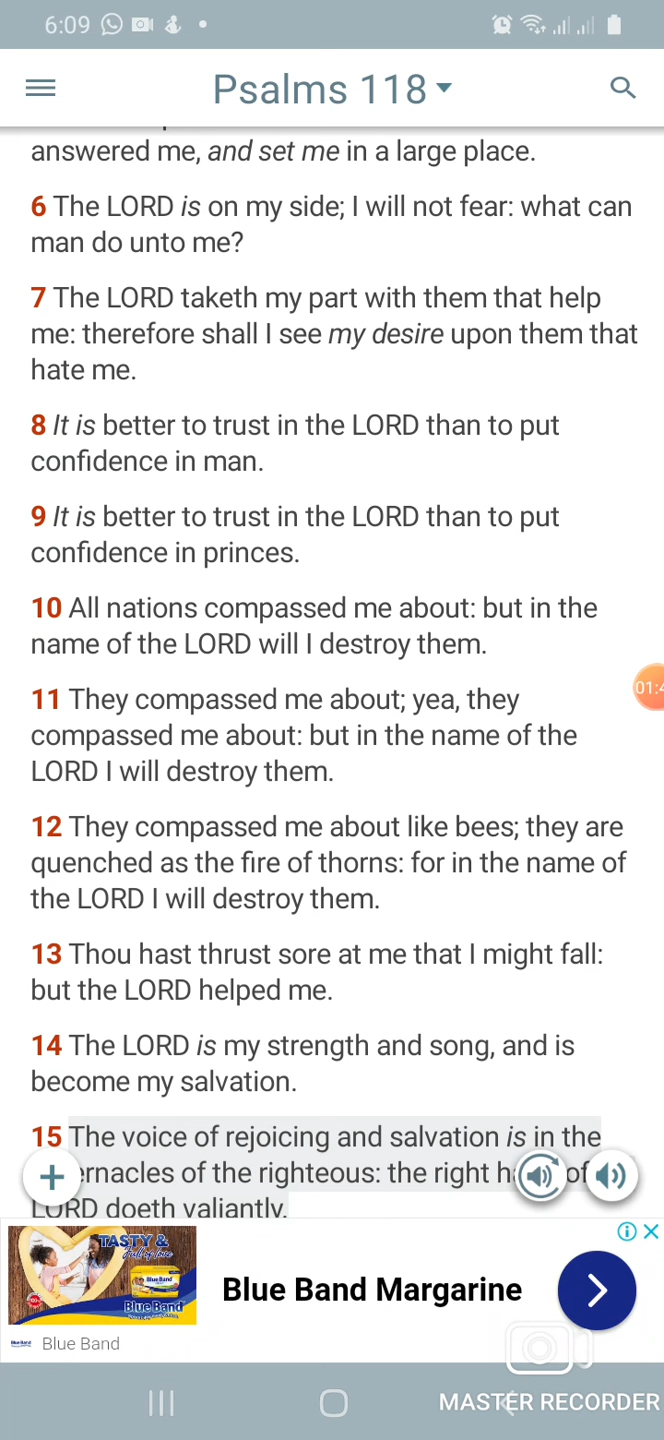 6:09
Psalms 118
answered me, and set me in a large place.
6 The LORD is on my side; I will not fear: what can
man do unto me?
7 The LORD taketh my part with them that help
me: therefore shall I see my desire upon them that
hate me.
8 It is better to trust in the LORD than to put
confidence in man.
9 It is better to trust in the LORD than to put
confidence in princes.
10 All nations compassed me about: but in the
name of the LORD will I destroy them.
11 They compassed me about; yea, they
compassed me about: but in the name of the
LORD I will destroy them.
01:4
12 They compassed me about like bees; they are
quenched as the fire of thorns: for in the name of
the LORD I will destroy them.
13 Thou hast thrust sore at me that I might fall:
but the LORD helped me.
14 The LORD is my strength and song, and is
become my salvation.
15 The voice of rejoicing and salvation is in the
ernacles of the righteous: the right ha of
LORD doeth valiantly.
TASTY &
Full of love
Blue Band
Blue Band
Blue Band Margarine
Blue Band
MASTER RECORDER